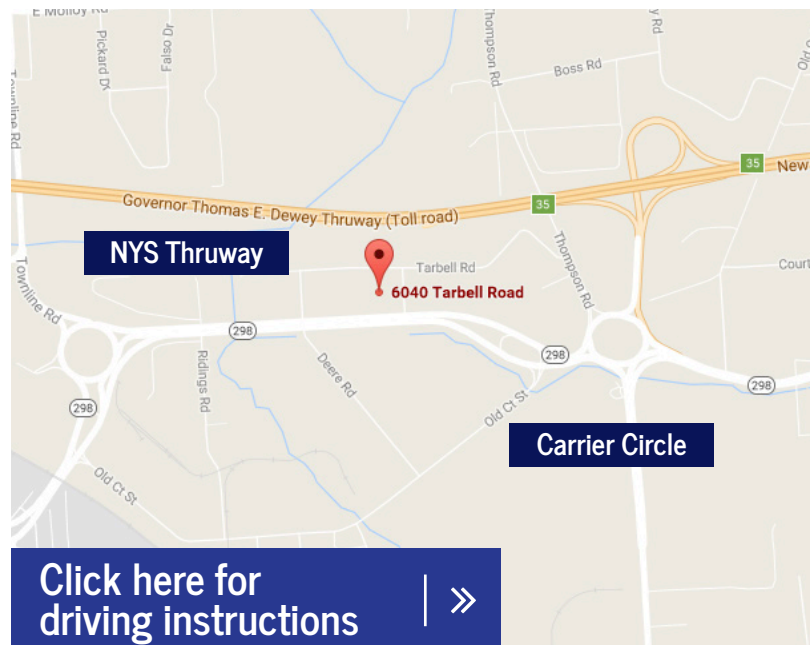 E Molloy Rd
Pickard Dr
Falso Dr
Townline Rd
Thompson Rd
Boss Rd
35
New
Governor Thomas E. Dewey Thruway (Toll road)
35
NYS Thruway
Tarbell Rd
Thompson Rd
Court
6040 Tarbell Road
Townline Rd
298
298
298
298
Ridings Rd
Deere Rd
Old Ct St
Carrier Circle
Old Ct St
Click here for
driving instructions
»